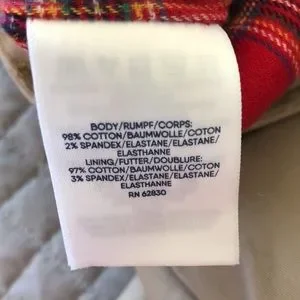 BODY/RUMPF/CORPS:
98% COTTON/BAUMWOLLE/COTON
2% SPANDEX/ELASTANE/ELASTANE/
ELASTHANNE
LINING/FUTTER/DOUBLURE:
97% COTTON/BAUMWOLLE/COTON
3% SPANDEX/ELASTANE/ELASTANE/
ELASTHANNE
RN 62830